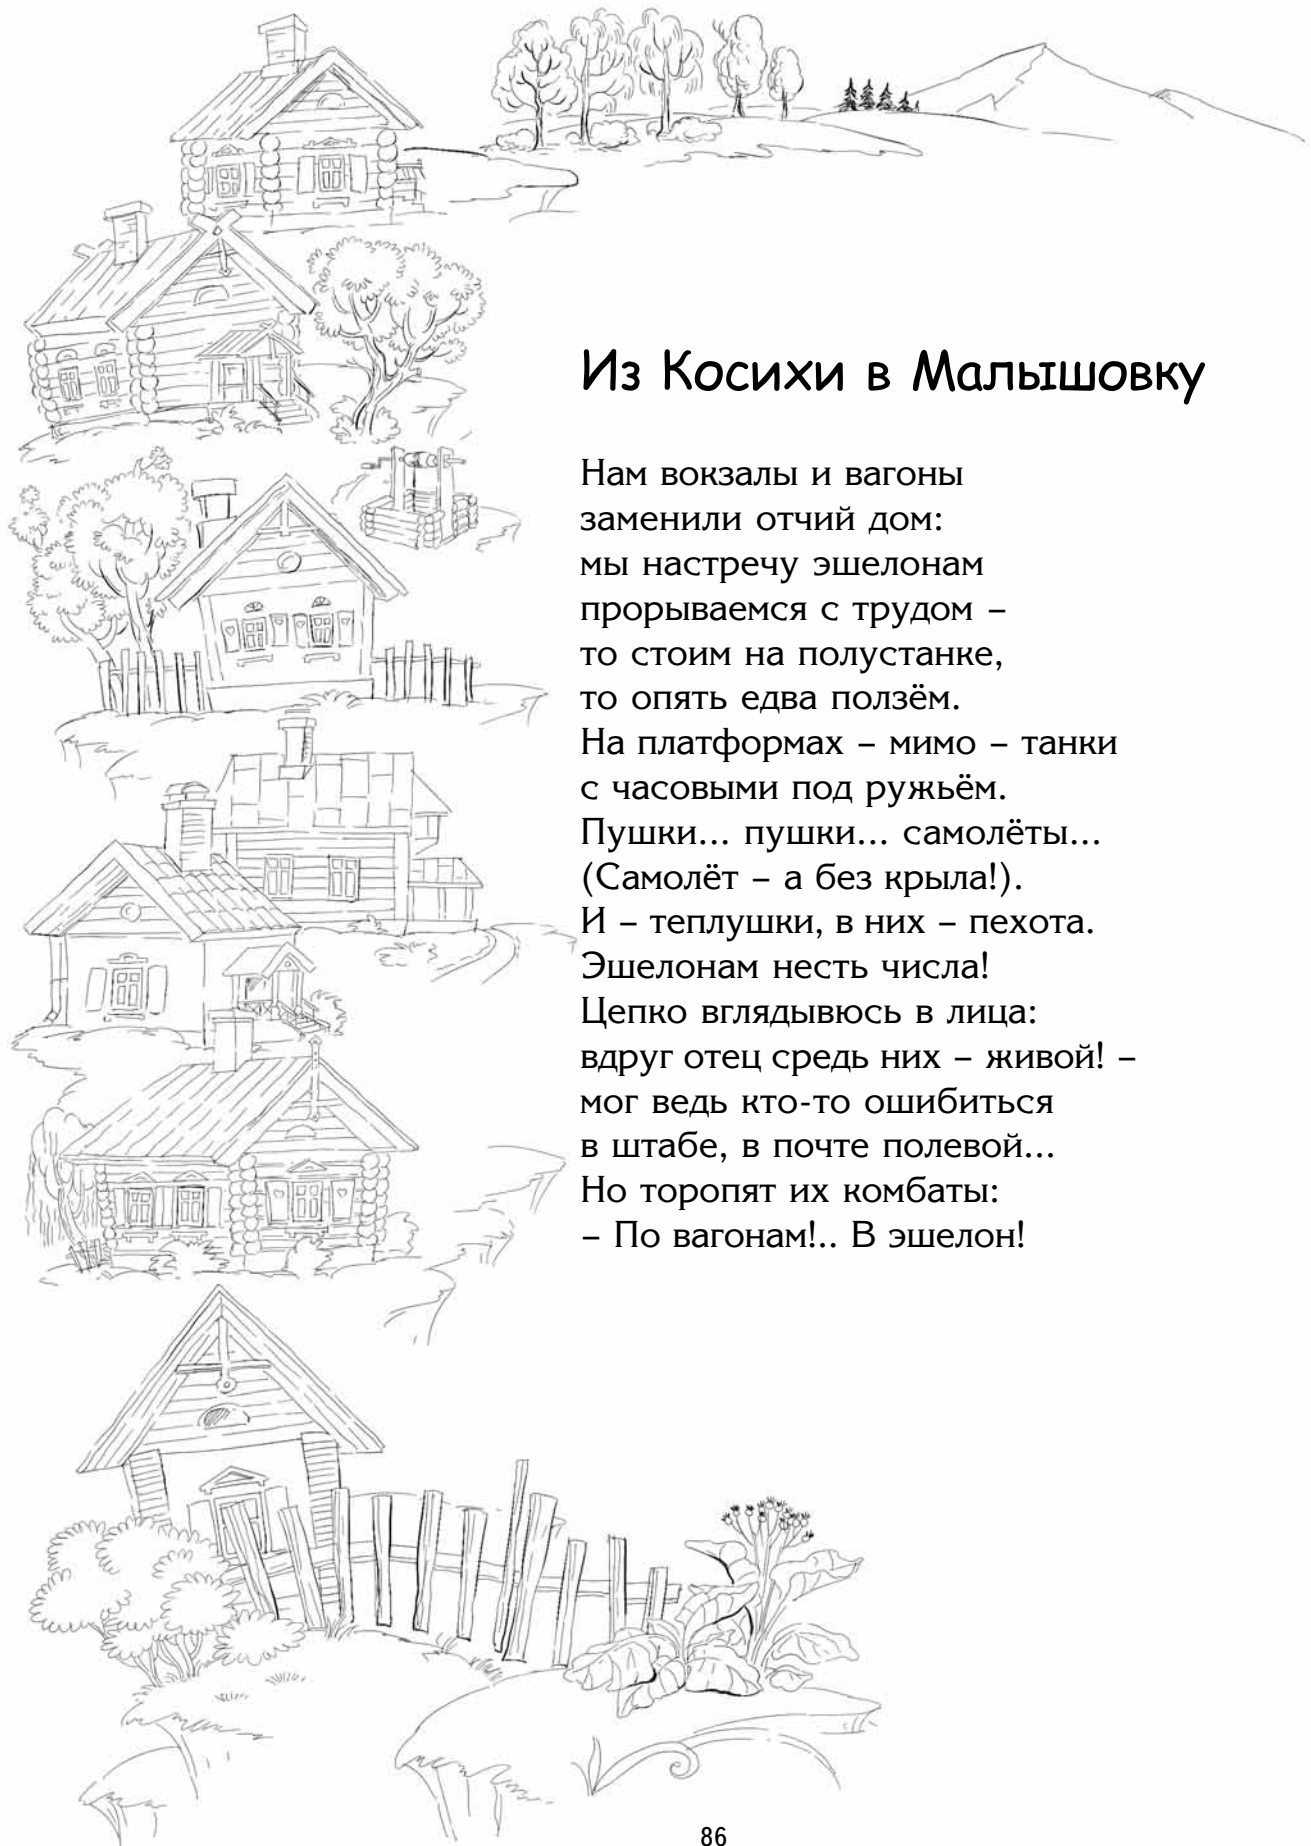 Из Косихи в Малышовку
Нам вокзалы и вагоны
заменили отчий дом:
мы настречу эшелонам
прорываемся с трудом –
то стоим на полустанке,
то опять едва ползём.
На платформах – мимо – танки
с часовыми под ружьём.
Пушки... пушки... самолёты...
(Самолёт – а без крыла!).
И – теплушки, в них – пехота.
Эшелонам несть числа!
Цепко вглядывюсь в лица:
вдруг отец средь них – живой! –
мог ведь кто-то ошибиться
в штабе, в почте полевой...
Но торопят их комбаты:
– По вагонам!.. В эшелон!
86